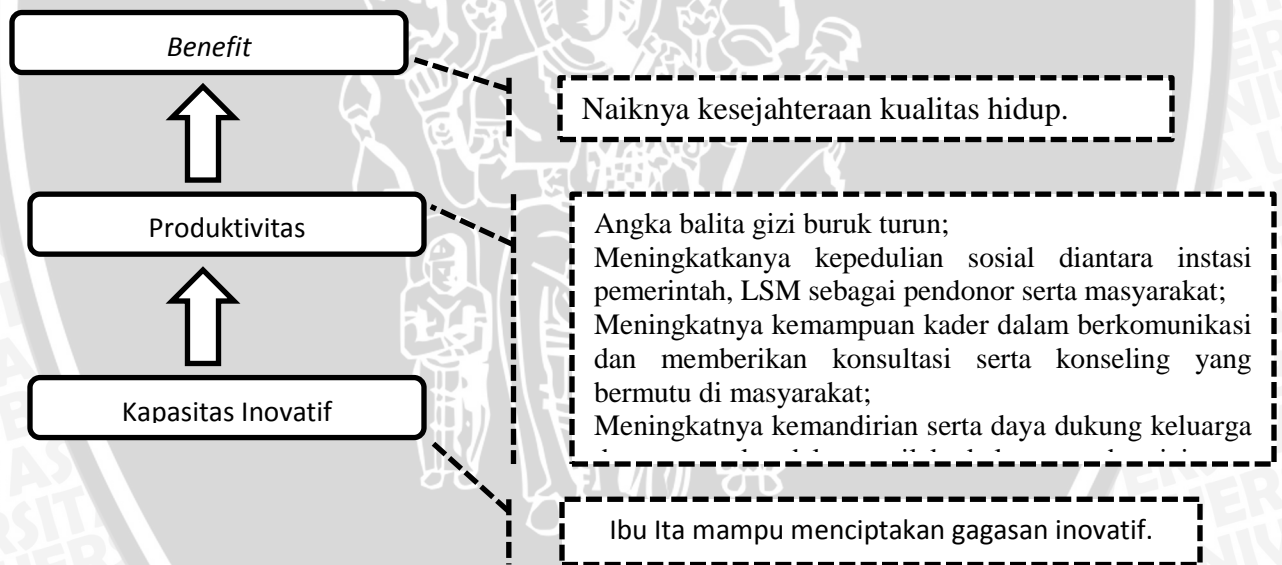 Benefit
Naiknya kesejahteraan kualitas hidup.
Produktivitas
Angka balita gizi buruk turun;
Meningkatkanya kepedulian sosial diantara instasi
pemerintah, LSM sebagai pendonor serta masyarakat;
Meningkatnya kemampuan kader dalam berkomunikasi
dan memberikan konsultasi serta konseling yang
bermutu di masyarakat;
Meningkatnya kemandirian serta daya dukung keluarga
Kapasitas Inovatif
Ibu Ita mampu menciptakan gagasan inovatif.